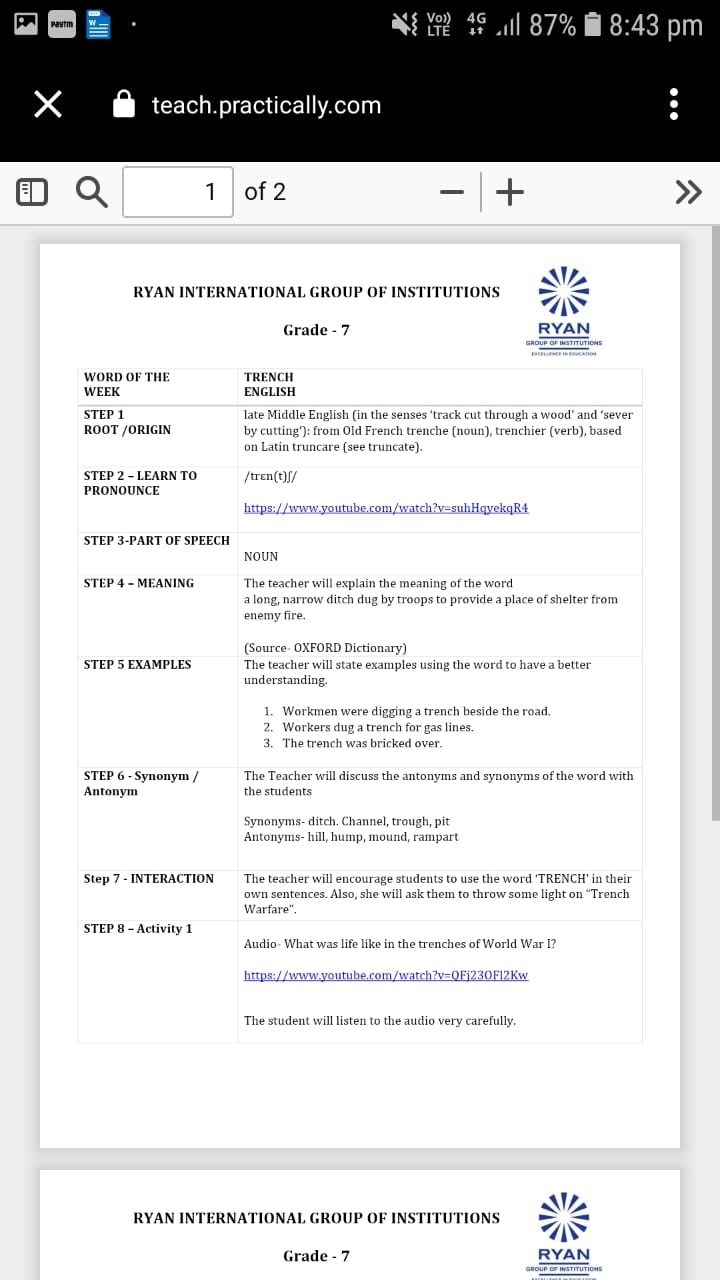 Paytm
W
Vo)) 4G 87% 8:43 pm
LTE
teach.practically.com
1 of 2
RYAN INTERNATIONAL GROUP OF INSTITUTIONS
Grade - 7
RYAN
GROUP OF INSTITUTIONS
EXCELLENCE IN EDUCATION
WORD OF THE WEEK
TRENCH
ENGLISH
STEP 1
ROOT /ORIGIN
late Middle English (in the senses ‘track cut through a wood’ and ‘sever
by cutting’): from Old French trenche (noun), trenchier (verb), based
on Latin truncare (see truncate).
STEP 2 – LEARN TO
PRONOUNCE
/trɛn(t)ʃ/
https://www.youtube.com/watch?v=suhHqyekqR4
STEP 3-PART OF SPEECH
NOUN
STEP 4 – MEANING
The teacher will explain the meaning of the word
a long, narrow ditch dug by troops to provide a place of shelter from
enemy fire.
(Source- OXFORD Dictionary)
STEP 5 EXAMPLES
The teacher will state examples using the word to have a better
understanding.
1. Workmen were digging a trench beside the road.
2. Workers dug a trench for gas lines.
3. The trench was bricked over.
STEP 6 - Synonym /
Antonym
The Teacher will discuss the antonyms and synonyms of the word with
the students
Synonyms- ditch. Channel, trough, pit
Antonyms- hill, hump, mound, rampart
Step 7 - INTERACTION
The teacher will encourage students to use the word ‘TRENCH’ in their
own sentences. Also, she will ask them to throw some light on “Trench
Warfare”.
STEP 8 – Activity 1
Audio- What was life like in the trenches of World War I?
https://www.youtube.com/watch?v=QFj23OFl2Kw
The student will listen to the audio very carefully.
RYAN INTERNATIONAL GROUP OF INSTITUTIONS
Grade - 7
RYAN
GROUP OF INSTITUTIONS